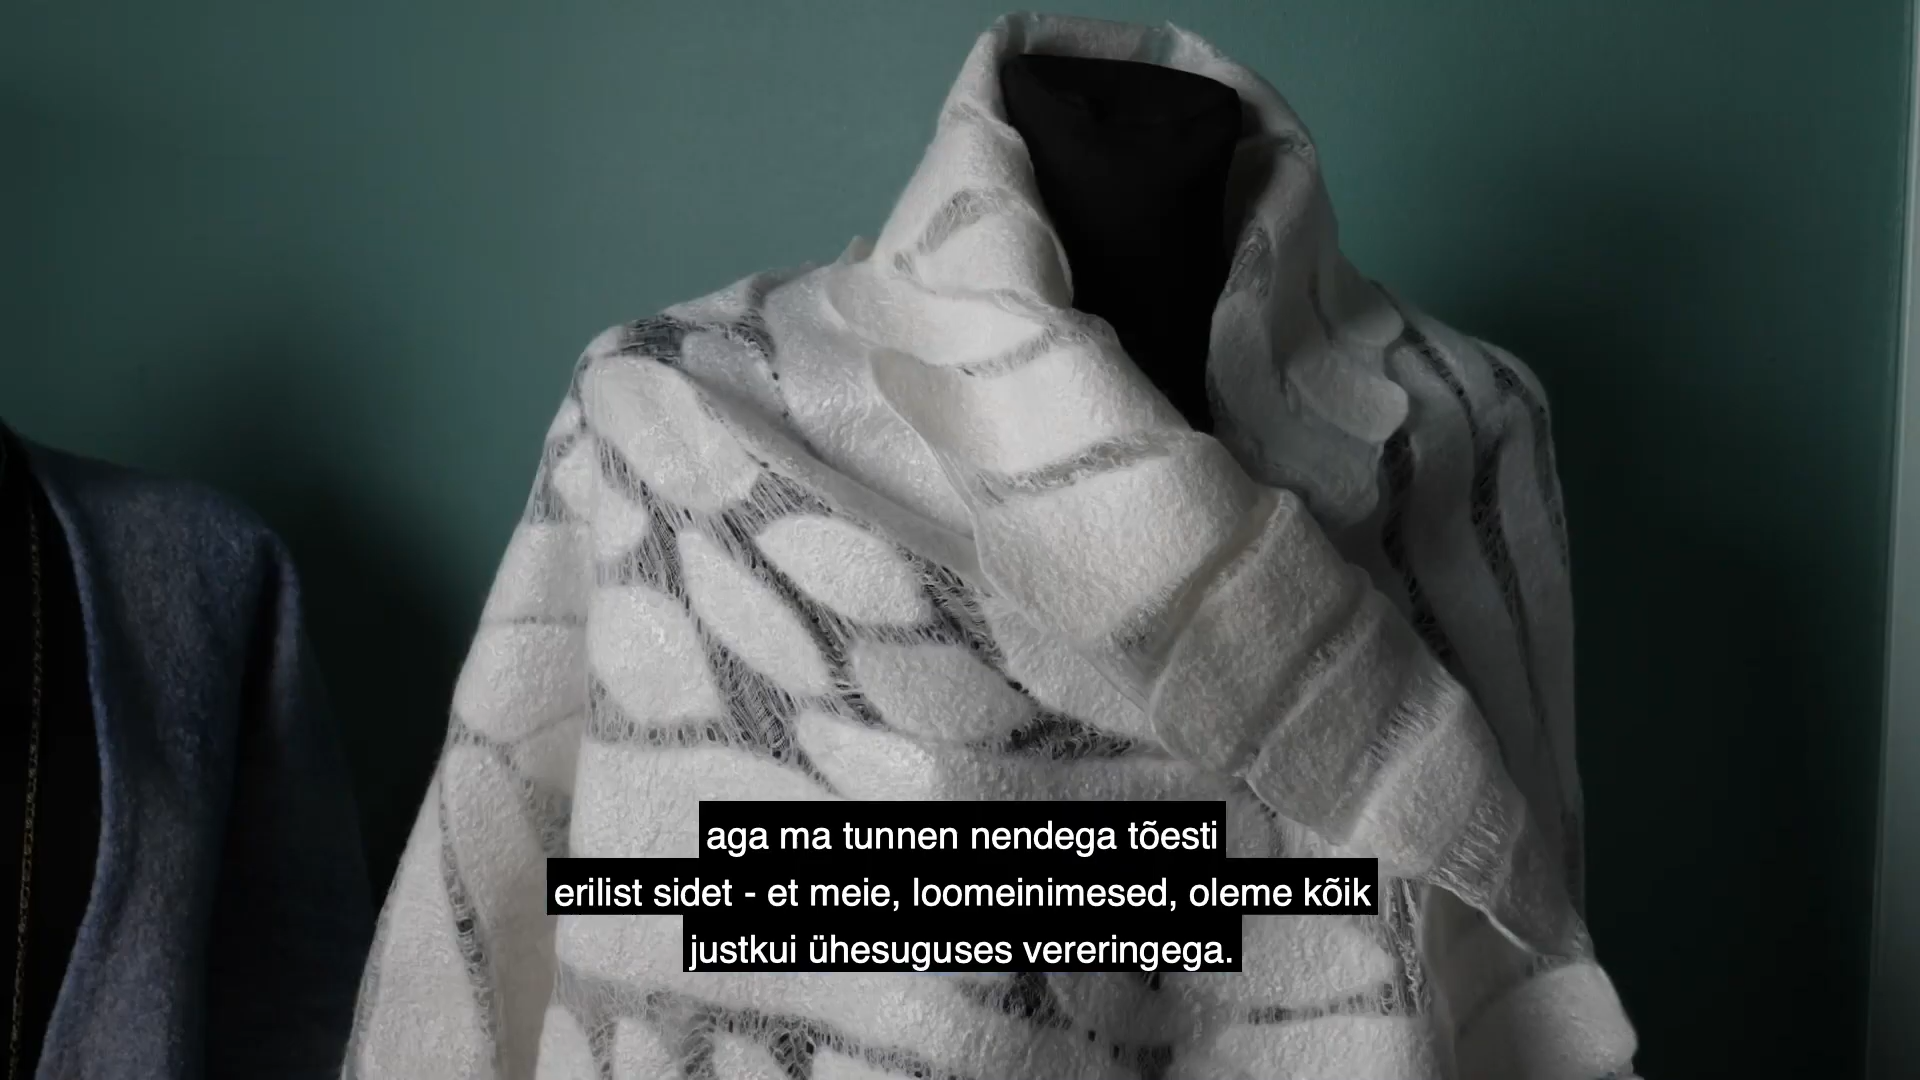 aga ma tunnen nendega tõesti
erilist sidet - et meie, loomeinimesed, oleme kõik
justkui ühesuguses vereringega.